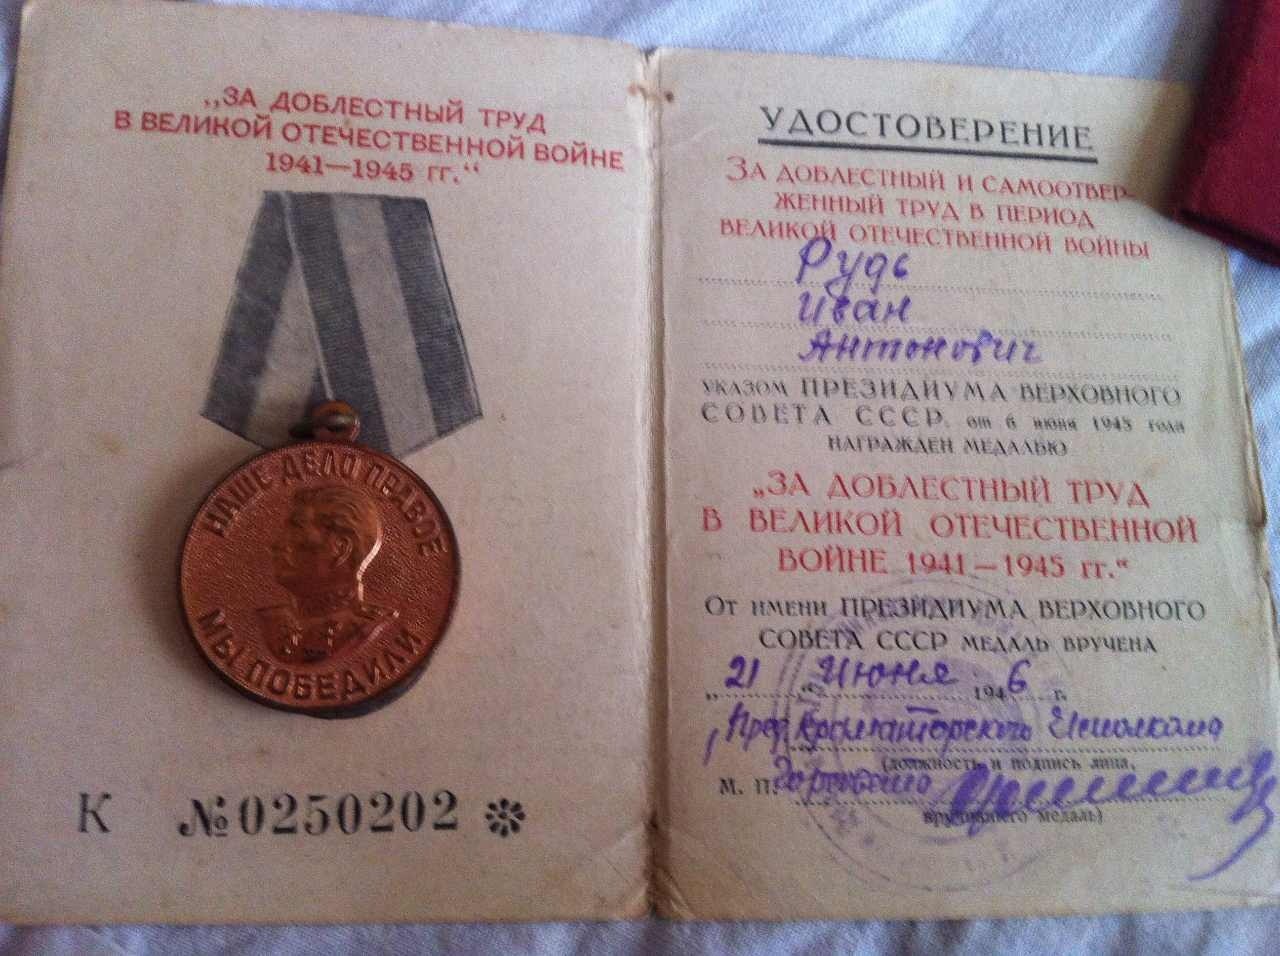 „ЗА ДОБЛЕСТНЫЙ ТРУД
В ВЕЛИКОЙ ОТЕЧЕСТВЕННОЙ ВОЙНЕ
1941—1945 гг."
НАШЕ ДЕЛО ПРАВОЕ
МЫ ПОБЕДИЛИ
К №0250202
УДОСТОВЕРЕНИЕ
ЗА ДОБЛЕСТНЫЙ И САМООТВЕР-
ЖЕННЫЙ ТРУД В ПЕРИОД
ВЕЛИКОЙ ОТЕЧЕСТВЕННОЙ ВОЙНЫ
Рудь
Иван
Антонович
УКАЗОМ ПРЕЗИДИУМА ВЕРХОВНОГО
СОВЕТА СССР от 6 июня 1945 года
НАГРАЖДЕН МЕДАЛЬЮ
„ЗА ДОБЛЕСТНЫЙ ТРУД
В ВЕЛИКОЙ ОТЕЧЕСТВЕННОЙ
ВОЙНЕ 1941—1945 гг."
От имени ПРЕЗИДИУМА ВЕРХОВНОГО
СОВЕТА СССР МЕДАЛЬ ВРУЧЕНА
„21" Июня 1946 г.
Пред. Исполкома
(должность и подпись лица,
М. П.
вручившего медаль)